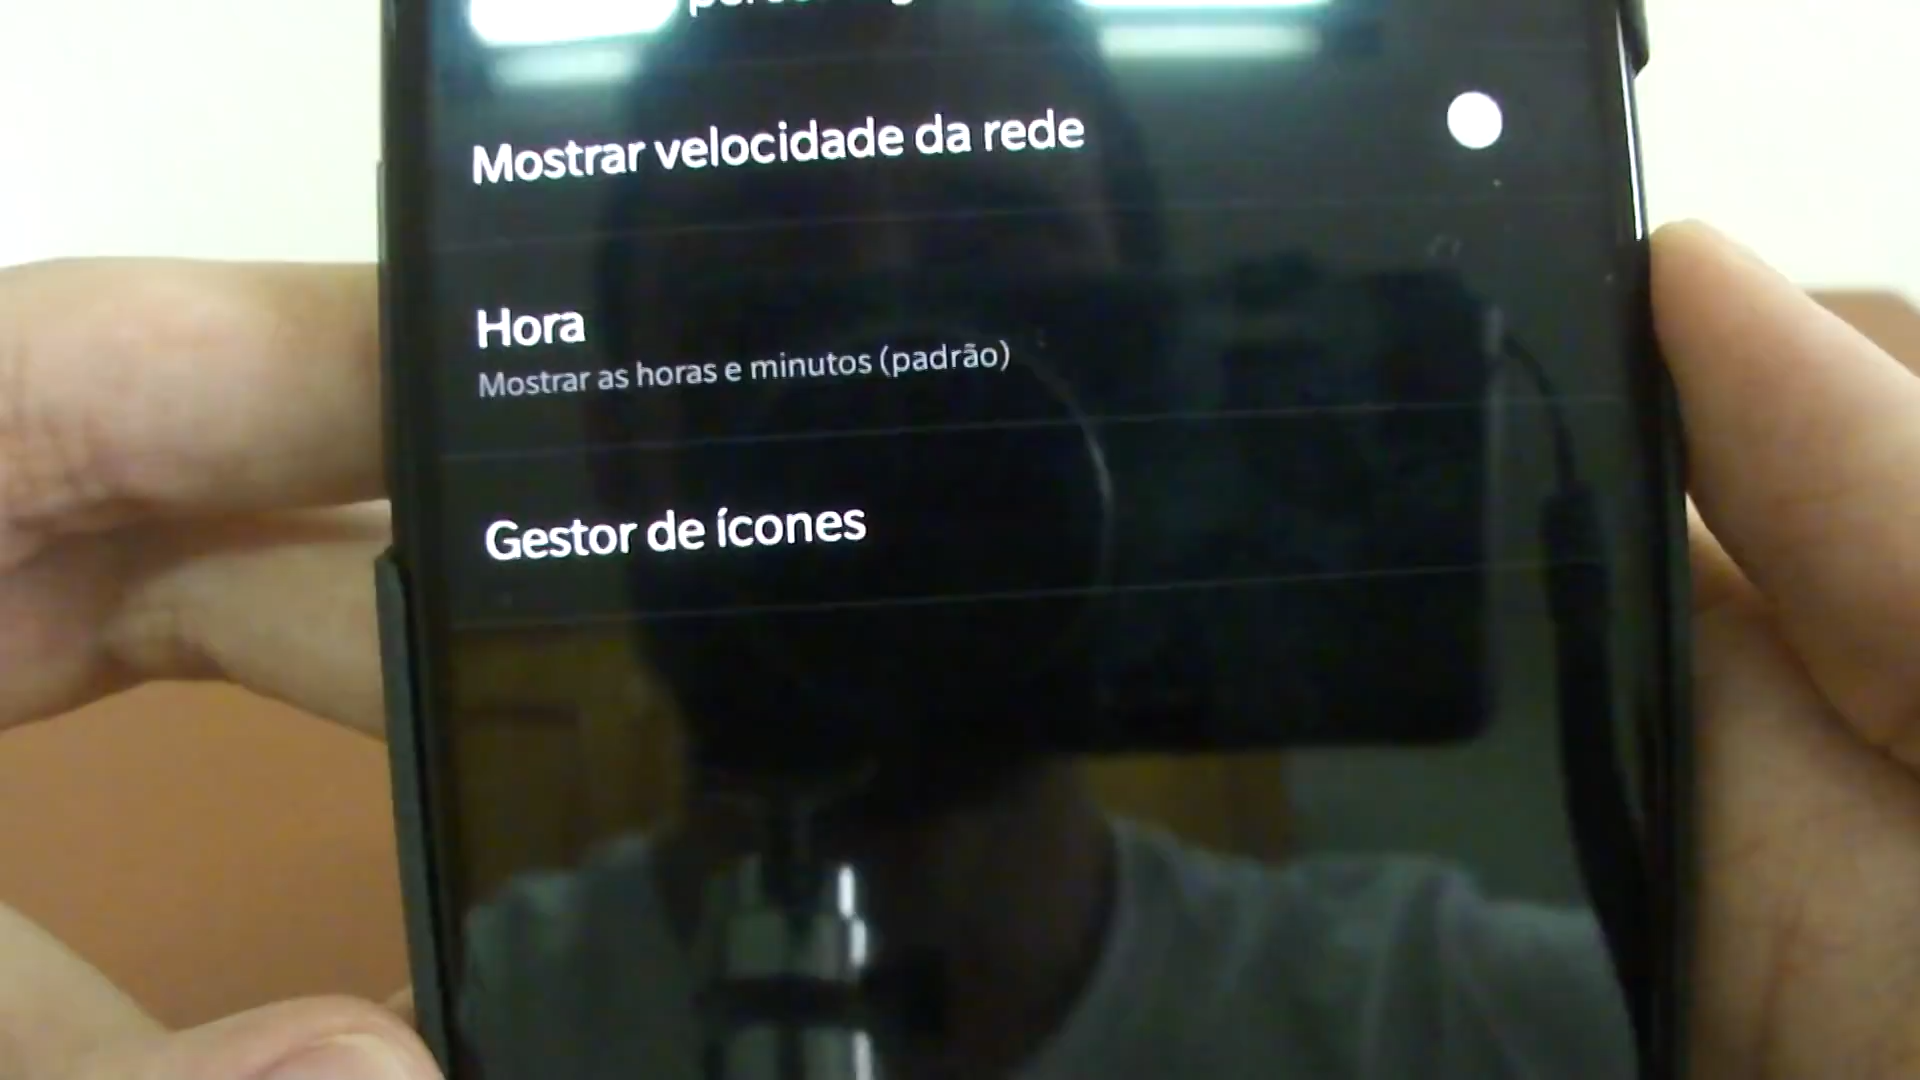 Mostrar velocidade da rede
Hora
Mostrar as horas e minutos (padrão)
Gestor de ícones